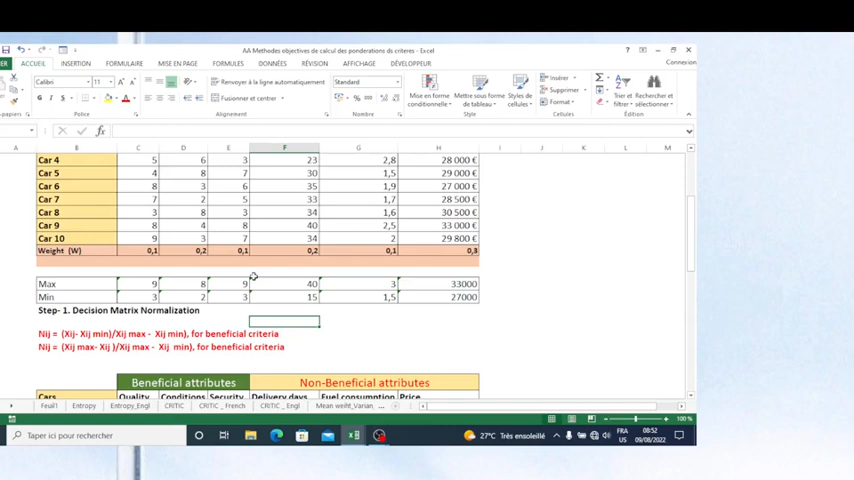 AA Methodes objectives de calcul des ponderations ds criteres - Excel
Connexion
ACCUEIL INSERTION FORMULAIRE MISE EN PAGE FORMULES DONNÉES RÉVISION AFFICHAGE DÉVELOPPEUR
Calibri 11 Renvoyer à la ligne automatiquement Standard Insérer
Supprimer
G I S Fusionner et centrer % Mise en forme conditionnelle Mettre sous forme de tableau Styles de cellules Format Trier et filtrer Rechercher et sélectionner
Police Alignement Nombre Style Cellules Édition
A B C D E F G H I J K L M
Car 4 5 6 3 23 2,8 28 000 €
Car 5 4 8 7 30 1,5 29 000 €
Car 6 8 3 6 35 1,9 27 000 €
Car 7 7 2 5 33 1,7 28 500 €
Car 8 3 8 3 34 1,6 30 500 €
Car 9 8 4 8 40 2,5 33 000 €
Car 10 9 3 7 34 2 29 800 €
Weight (W) 0,1 0,2 0,1 0,2 0,1 0,3
Max 9 8 9 40 3 33000
Min 3 2 3 15 1,5 27000
Step- 1. Decision Matrix Normalization
Nij = (Xij- Xij min)/Xij max - Xij min), for beneficial criteria
Nij = (Xij max- Xij )/Xij max - Xij min), for beneficial criteria
Beneficial attributes Non-Beneficial attributes
Cars Quality Conditions Security Delivery days Fuel consumption Price
Feuil1 Entropy Entropy_Engl CRITIC CRITIC _ French CRITIC _ Engl Mean weiht_Varian ...
100 %
Taper ici pour rechercher 27°C Très ensoleillé FRA 08:52
US 09/08/2022